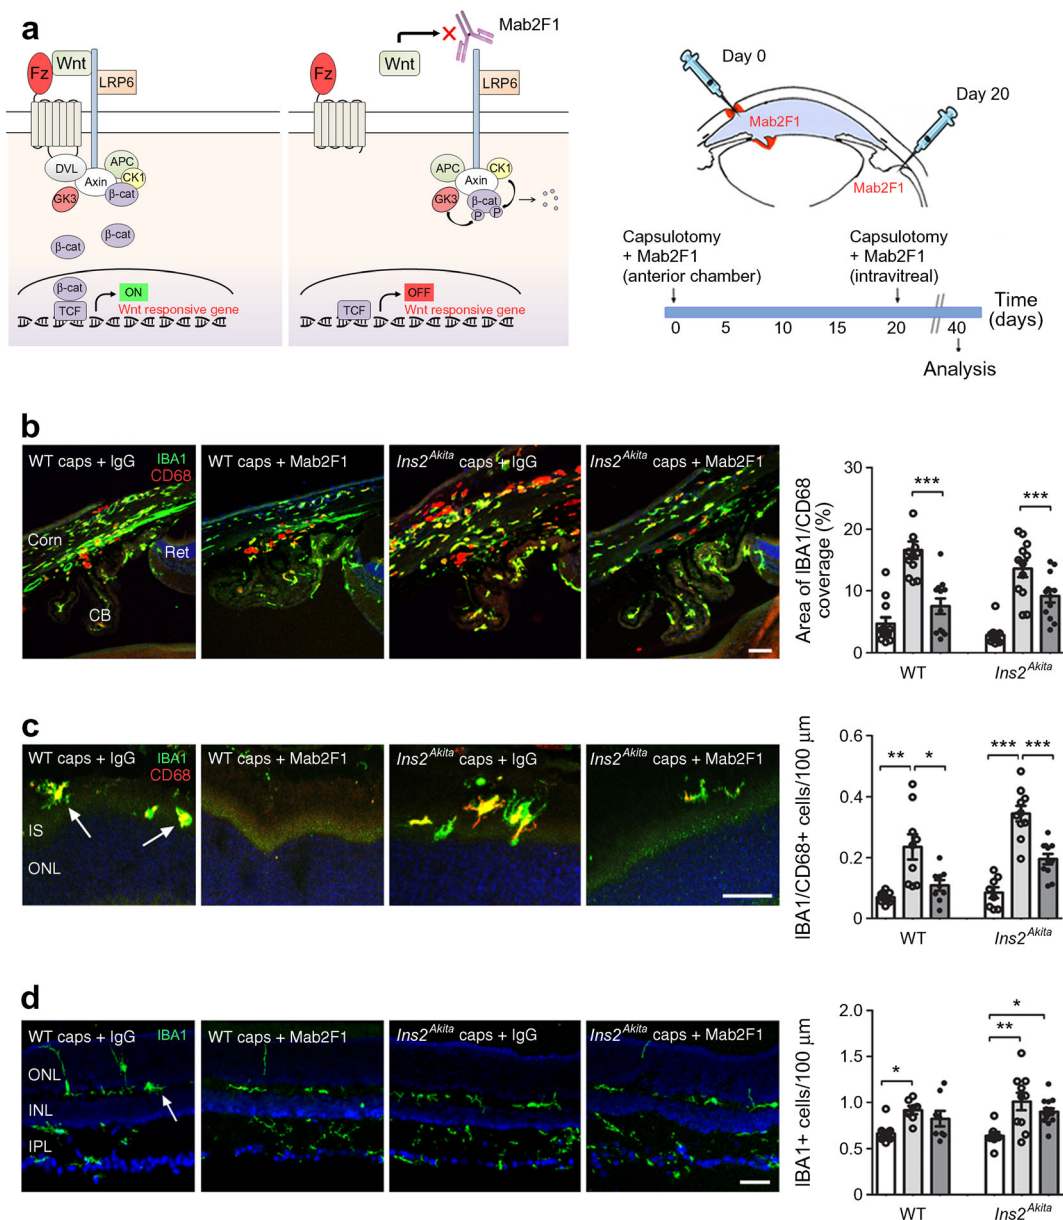 a
Fz
Wnt
LRP6
DVL
APC
CK1
Axin
GK3
β-cat
β-cat
β-cat
β-cat
TCF
ON
Wnt responsive gene
Mab2F1
Fz
Wnt
LRP6
APC
CK1
Axin
GK3
β-cat
P
P
TCF
OFF
Wnt responsive gene
Day 0
Day 20
Mab2F1
Mab2F1
Capsulotomy
+ Mab2F1
(anterior chamber)
Capsulotomy
+ Mab2F1
(intravitreal)
0 5 10 15 20 40
Time
(days)
Analysis
b
WT caps + IgG
IBA1
CD68
Corn
Ret
CB
WT caps + Mab2F1
Ins2Akita caps + IgG
Ins2Akita caps + Mab2F1
Area of IBA1/CD68
coverage (%)
30
20
10
0
***
***
WT
Ins2Akita
c
WT caps + IgG
IBA1
CD68
IS
ONL
WT caps + Mab2F1
Ins2Akita caps + IgG
Ins2Akita caps + Mab2F1
IBA1/CD68+ cells/100 µm
0.6
0.4
0.2
0
**
*
***
***
WT
Ins2Akita
d
WT caps + IgG
IBA1
ONL
INL
IPL
WT caps + Mab2F1
Ins2Akita caps + IgG
Ins2Akita caps + Mab2F1
IBA1+ cells/100 µm
2.0
1.5
1.0
0.5
0
*
**
*
WT
Ins2Akita